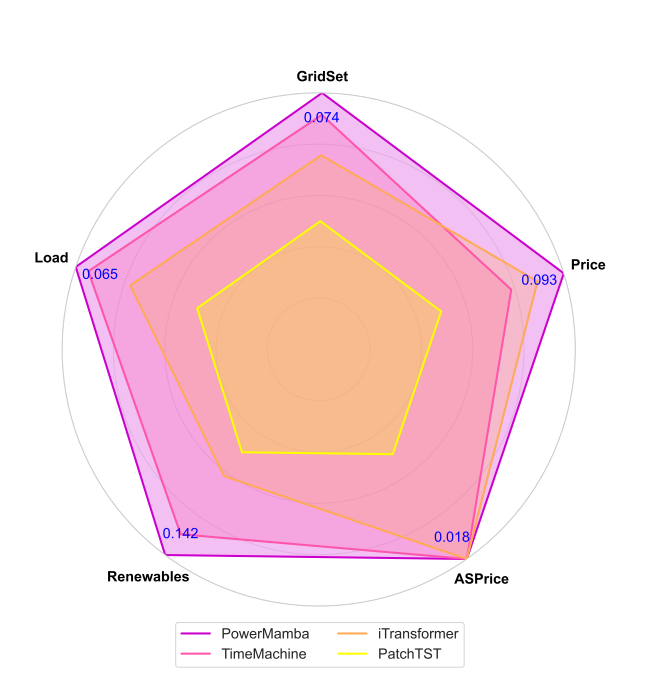 GridSet
0.074
Load
0.065
Price
0.093
0.142
0.018
Renewables
ASPrice
PowerMamba
iTransformer
TimeMachine
PatchTST